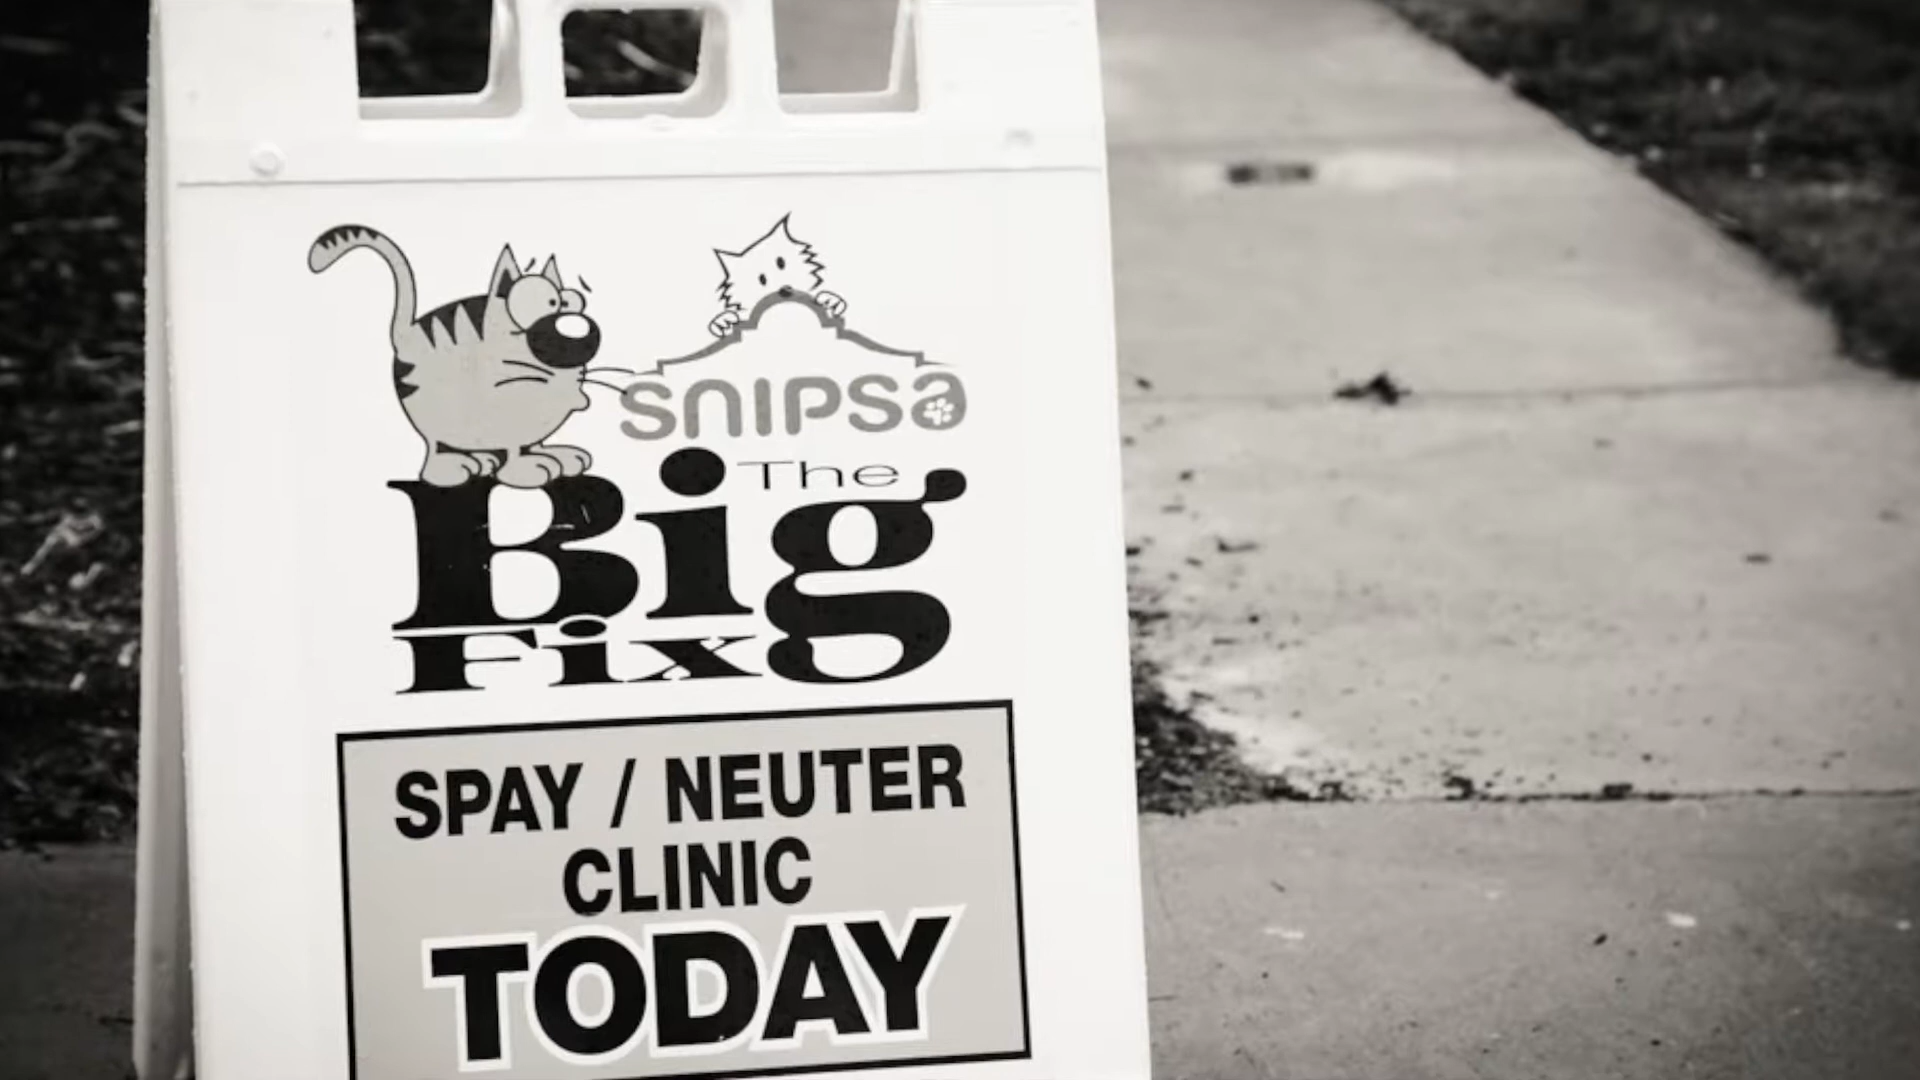 SNIPSA
The
Big
Fix
SPAY / NEUTER
CLINIC
TODAY